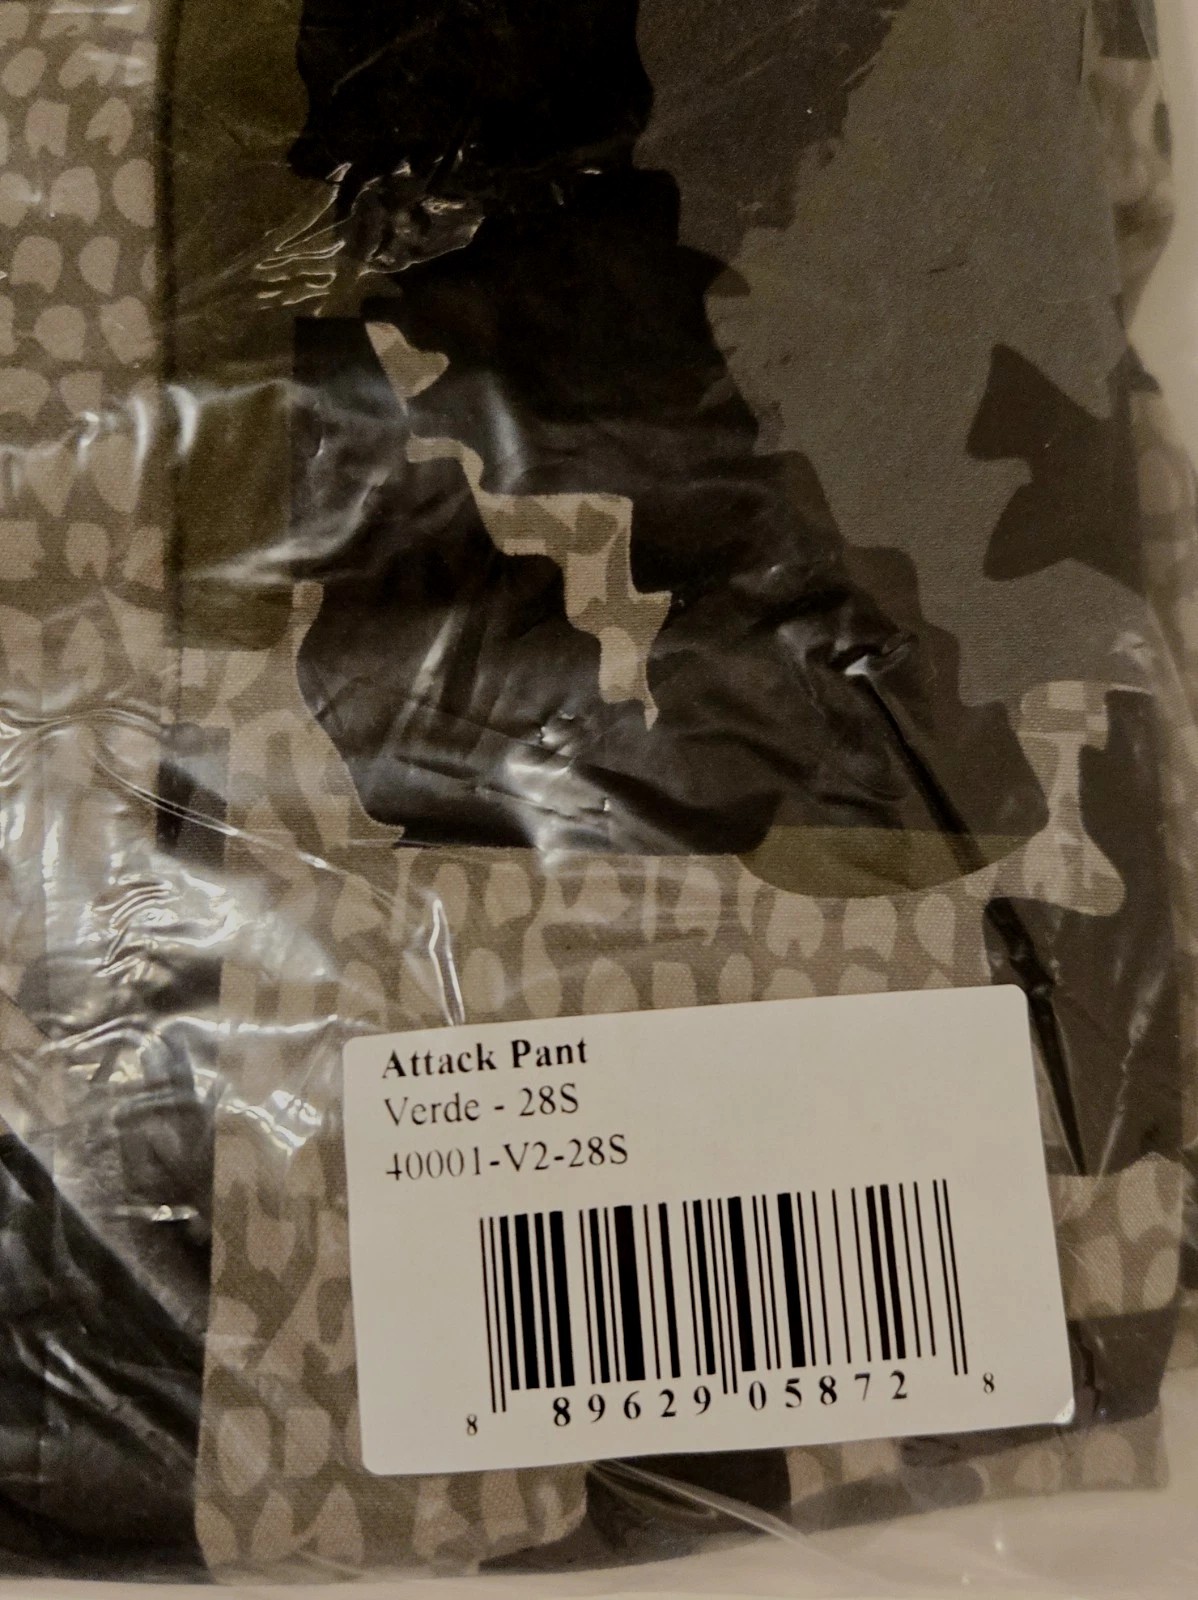 Attack Pant
Verde - 28S
40001-V2-28S
8 89629 05872 8